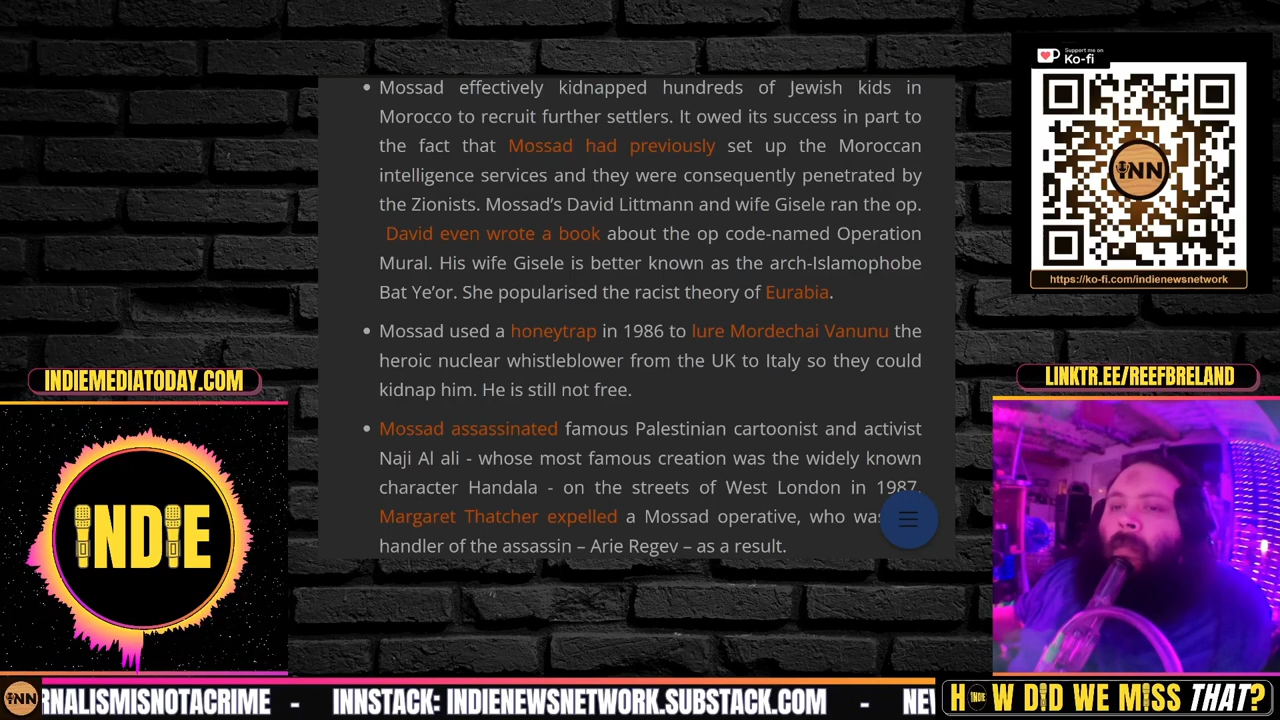 Support me on
Ko-fi
iNN
https://ko-fi.com/indienewsnetwork
Mossad effectively kidnapped hundreds of Jewish kids in
Morocco to recruit further settlers. It owed its success in part to
the fact that Mossad had previously set up the Moroccan
intelligence services and they were consequently penetrated by
the Zionists. Mossad’s David Littmann and wife Gisele ran the op.
David even wrote a book about the op code-named Operation
Mural. His wife Gisele is better known as the arch-Islamophobe
Bat Ye’or. She popularised the racist theory of Eurabia.
Mossad used a honeytrap in 1986 to lure Mordechai Vanunu the
heroic nuclear whistleblower from the UK to Italy so they could
kidnap him. He is still not free.
Mossad assassinated famous Palestinian cartoonist and activist
Naji Al ali - whose most famous creation was the widely known
character Handala on the streets of West London in 1987.
Margaret Thatcher expelled a Mossad operative, who was
handler of the assassin – Arie Regev – as a result.
INDIEMEDIATODAY.COM
INDIE
LINKTR.EE/REEFBRELAND
iNN
RNALISMISNOTACRIME - INNSTACK: INDIENEWSNETWORK.SUBSTACK.COM - NEW
HOW DID WE MISS THAT?